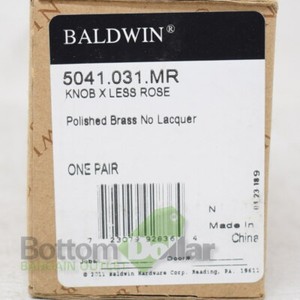 BALDWIN®
5041.031.MR
KNOB X LESS ROSE
Polished Brass No Lacquer
ONE PAIR
N
Made In
China
Bottom Dollar
© 2011 Baldwin Hardware Corp. Reading, PA. 19611